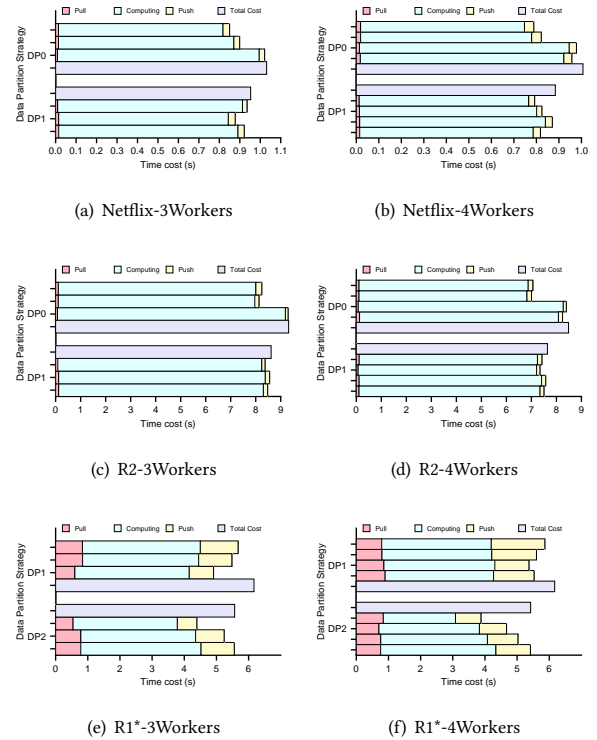 Pull Computing Push Total Cost
Data Partition Strategy
DP0
DP1
0.0 0.1 0.2 0.3 0.4 0.5 0.6 0.7 0.8 0.9 1.0 1.1
Time cost (s)
(a) Netflix-3Workers
Pull Computing Push Total Cost
Data Partition Strategy
DP0
DP1
0.0 0.1 0.2 0.3 0.4 0.5 0.6 0.7 0.8 0.9 1.0
Time cost (s)
(b) Netflix-4Workers
Pull Computing Push Total Cost
Data Partition Strategy
DP0
DP1
0 1 2 3 4 5 6 7 8 9
Time cost (s)
(c) R2-3Workers
Pull Computing Push Total Cost
Data Partition Strategy
DP0
DP1
0 1 2 3 4 5 6 7 8 9
Time cost (s)
(d) R2-4Workers
Pull Computing Push Total Cost
Data Partition Strategy
DP1
DP2
0 1 2 3 4 5 6
Time cost (s)
(e) R1*-3Workers
Pull Computing Push Total Cost
Data Partition Strategy
DP1
DP2
0 1 2 3 4 5 6
Time cost (s)
(f) R1*-4Workers